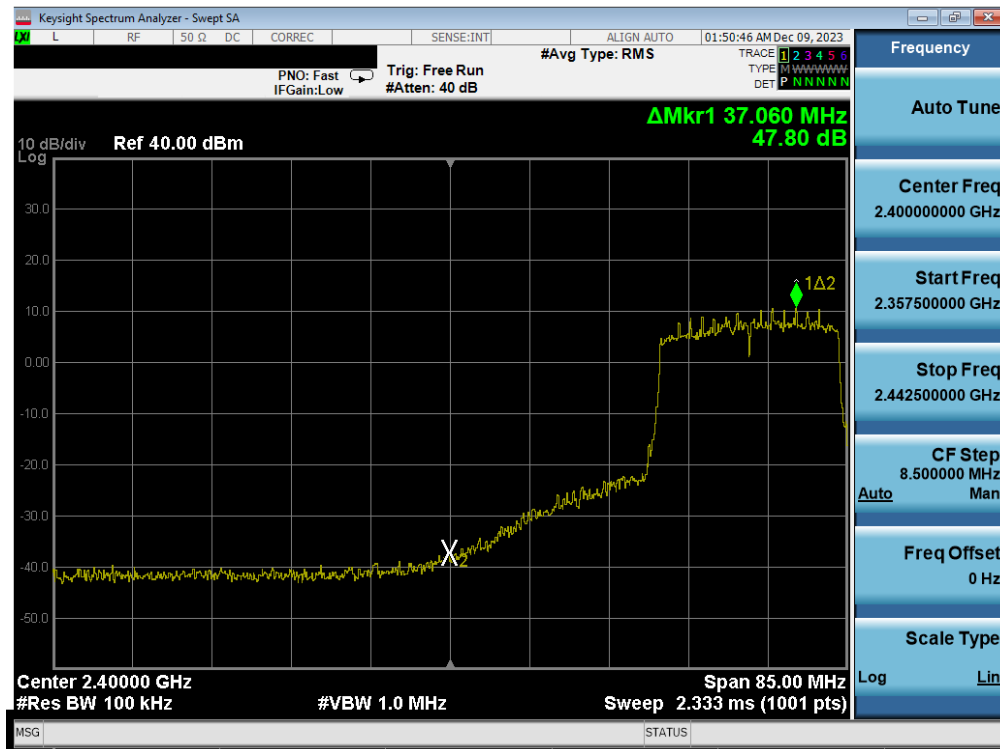 Keysight Spectrum Analyzer - Swept SA
LXI L RF 50 Ω DC CORREC SENSE:INT ALIGN AUTO 01:50:46 AM Dec 09, 2023
PNO: Fast
IFGain:Low
Trig: Free Run
#Atten: 40 dB
#Avg Type: RMS
TRACE 1 2 3 4 5 6
TYPE M WWWWW
DET P N N N N N
ΔMkr1 37.060 MHz
47.80 dB
10 dB/div Ref 40.00 dBm
Log
30.0
20.0
10.0
0.00
-10.0
-20.0
-30.0
-40.0
-50.0
1Δ2
X2
Center 2.40000 GHz Span 85.00 MHz
#Res BW 100 kHz #VBW 1.0 MHz Sweep 2.333 ms (1001 pts)
MSG STATUS
Frequency
Auto Tune
Center Freq
2.400000000 GHz
Start Freq
2.357500000 GHz
Stop Freq
2.442500000 GHz
CF Step
8.500000 MHz
Auto Man
Freq Offset
0 Hz
Scale Type
Log Lin